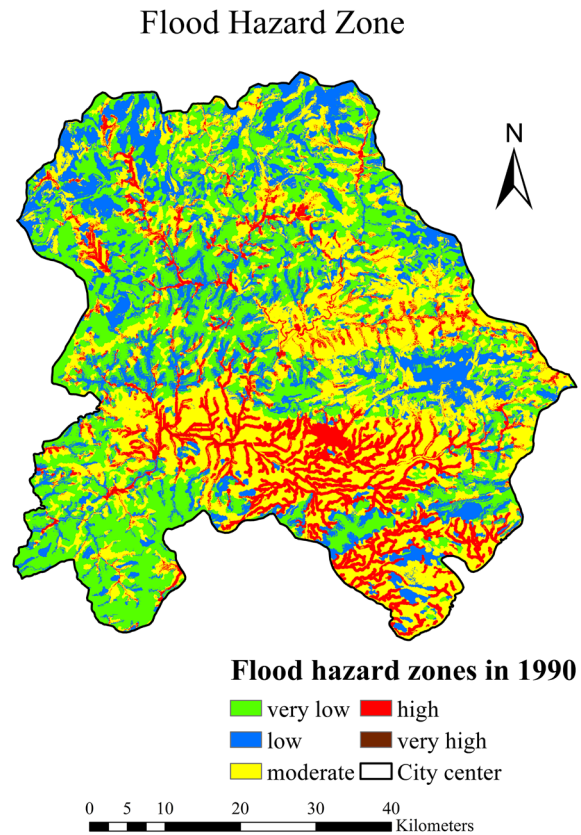 Flood Hazard Zone
N
Flood hazard zones in 1990
very low high
low very high
moderate City center
0 5 10 20 30 40
Kilometers